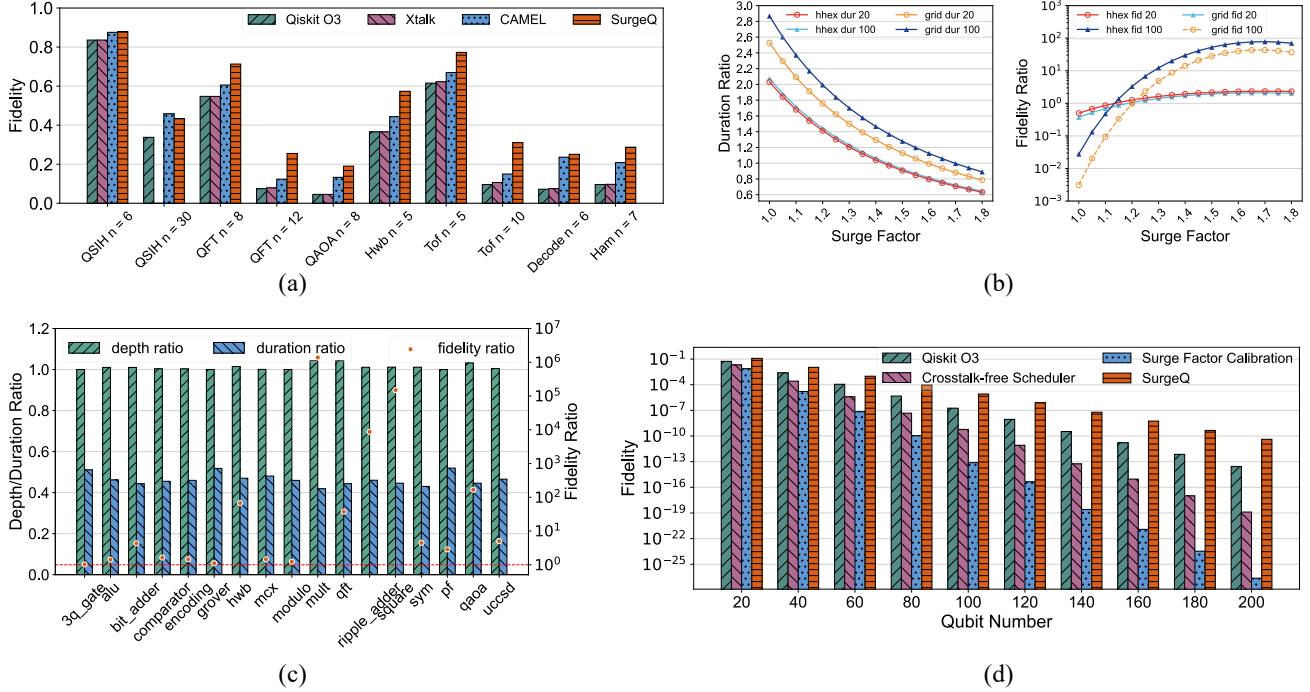 Qiskit O3
Xtalk
CAMEL
SurgeQ
Fidelity
1.0
0.8
0.6
0.4
0.2
0.0
QSIH n = 6
QSIH n = 30
QFT n = 8
QFT n = 12
QAOA n = 8
Hwb n = 5
Tof n = 5
Tof n = 10
Decode n = 6
Ham n = 7
(a)
hhex dur 20
hhex dur 100
grid dur 20
grid dur 100
Duration Ratio
3.0
2.8
2.6
2.4
2.2
2.0
1.8
1.6
1.4
1.2
1.0
0.8
0.6
1.0 1.1 1.2 1.3 1.4 1.5 1.6 1.7 1.8
Surge Factor
hhex fid 20
hhex fid 100
grid fid 20
grid fid 100
Fidelity Ratio
10²
10¹
10⁰
10⁻¹
10⁻²
10⁻³
1.0 1.1 1.2 1.3 1.4 1.5 1.6 1.7 1.8
Surge Factor
(b)
depth ratio
duration ratio
fidelity ratio
Depth/Duration Ratio
1.2
1.0
0.8
0.6
0.4
0.2
0.0
Fidelity Ratio
10⁷
10⁶
10⁵
10⁴
10³
10²
10¹
10⁰
3q_gate
alu
bit_adder
comparator
encoding
grover
hwb
mcx
modulo
mult
qft
ripple_adder
square
sym
pf
qaoa
uccsd
(c)
Qiskit O3
Crosstalk-free Scheduler
Surge Factor Calibration
SurgeQ
Fidelity
10⁻¹
10⁻⁴
10⁻⁷
10⁻¹⁰
10⁻¹³
10⁻¹⁶
10⁻¹⁹
10⁻²²
10⁻²⁵
20 40 60 80 100 120 140 160 180 200
Qubit Number
(d)